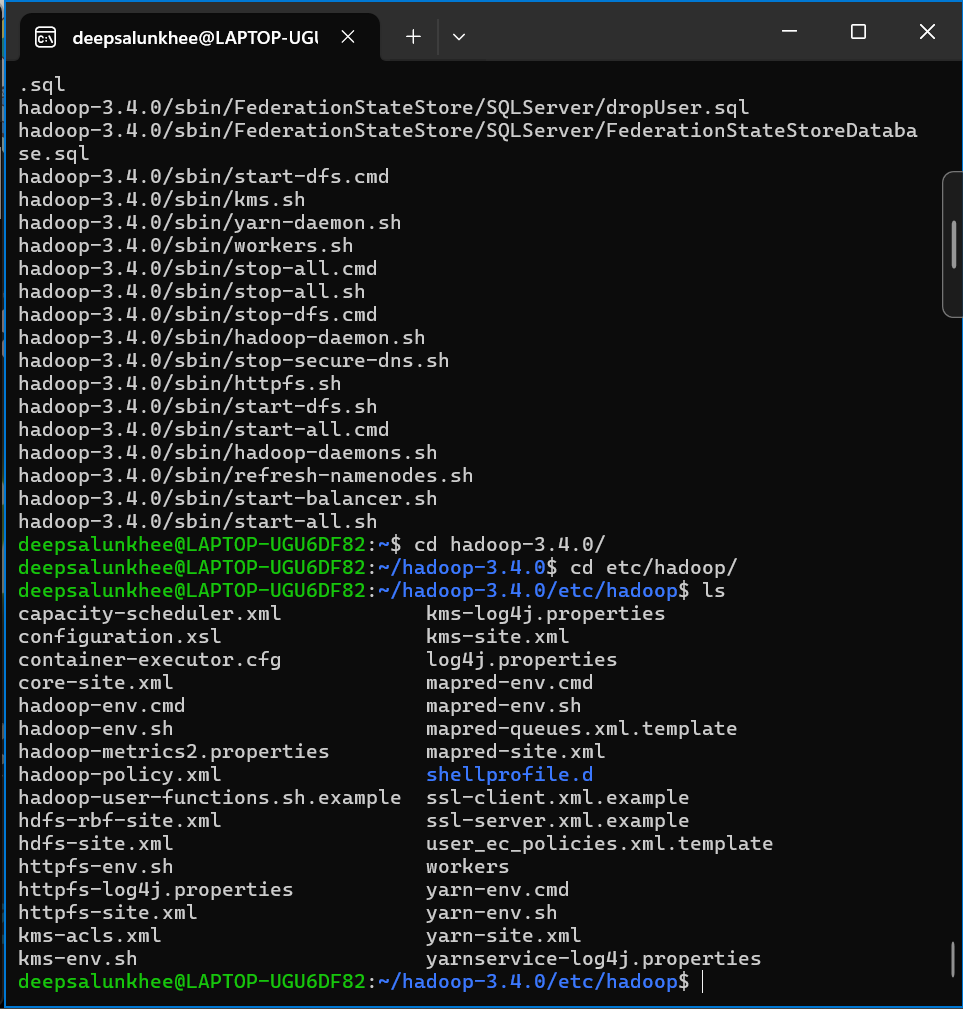 deepsalunkhee@LAPTOP-UGU
.sql
hadoop-3.4.0/sbin/FederationStateStore/SQLServer/dropUser.sql
hadoop-3.4.0/sbin/FederationStateStore/SQLServer/FederationStateStoreDataba
se.sql
hadoop-3.4.0/sbin/start-dfs.cmd
hadoop-3.4.0/sbin/kms.sh
hadoop-3.4.0/sbin/yarn-daemon.sh
hadoop-3.4.0/sbin/workers.sh
hadoop-3.4.0/sbin/stop-all.cmd
hadoop-3.4.0/sbin/stop-all.sh
hadoop-3.4.0/sbin/stop-dfs.cmd
hadoop-3.4.0/sbin/hadoop-daemon.sh
hadoop-3.4.0/sbin/stop-secure-dns.sh
hadoop-3.4.0/sbin/httpfs.sh
hadoop-3.4.0/sbin/start-dfs.sh
hadoop-3.4.0/sbin/start-all.cmd
hadoop-3.4.0/sbin/hadoop-daemons.sh
hadoop-3.4.0/sbin/refresh-namenodes.sh
hadoop-3.4.0/sbin/start-balancer.sh
hadoop-3.4.0/sbin/start-all.sh
deepsalunkhee@LAPTOP-UGU6DF82:~$ cd hadoop-3.4.0/
deepsalunkhee@LAPTOP-UGU6DF82:~/hadoop-3.4.0$ cd etc/hadoop/
deepsalunkhee@LAPTOP-UGU6DF82:~/hadoop-3.4.0/etc/hadoop$ ls
capacity-scheduler.xml            kms-log4j.properties
configuration.xsl                 kms-site.xml
container-executor.cfg            log4j.properties
core-site.xml                     mapred-env.cmd
hadoop-env.cmd                    mapred-env.sh
hadoop-env.sh                     mapred-queues.xml.template
hadoop-metrics2.properties        mapred-site.xml
hadoop-policy.xml                 shellprofile.d
hadoop-user-functions.sh.example  ssl-client.xml.example
hdfs-rbf-site.xml                 ssl-server.xml.example
hdfs-site.xml                     user_ec_policies.xml.template
httpfs-env.sh                     workers
httpfs-log4j.properties           yarn-env.cmd
httpfs-site.xml                   yarn-env.sh
kms-acls.xml                      yarn-site.xml
kms-env.sh                        yarnservice-log4j.properties
deepsalunkhee@LAPTOP-UGU6DF82:~/hadoop-3.4.0/etc/hadoop$